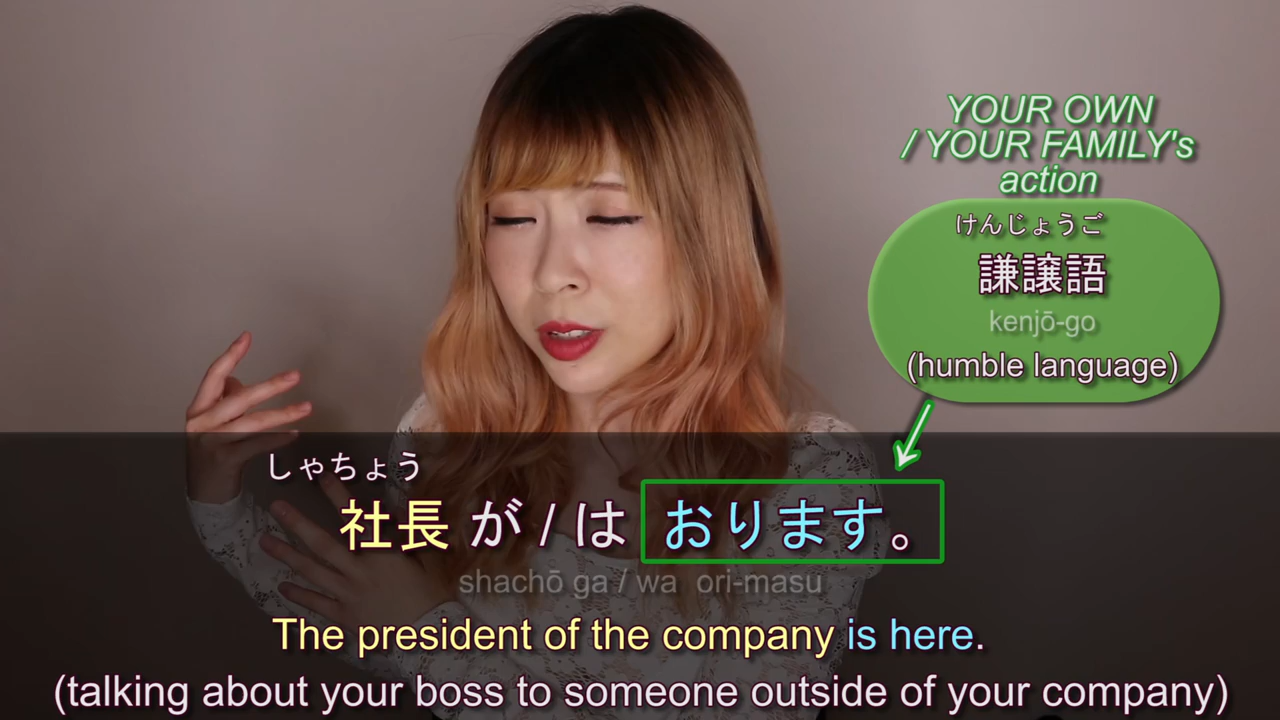 YOUR OWN
/ YOUR FAMILY's
action
けんじょうご
謙譲語
kenjō-go
(humble language)
しゃちょう
社長 が / は おります。
shachō ga / wa ori-masu
The president of the company is here.
(talking about your boss to someone outside of your company)